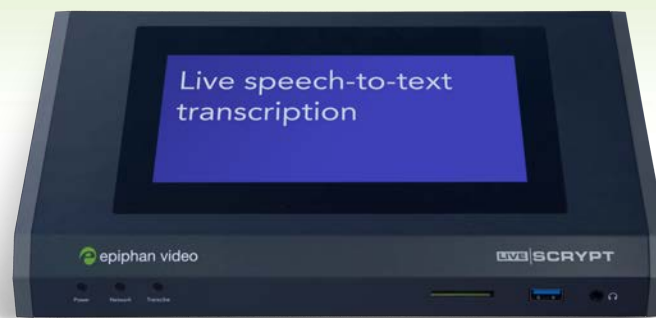 Live speech-to-text
transcription
epiphan video
LIVE SCRYPT
Power Network Transcribe